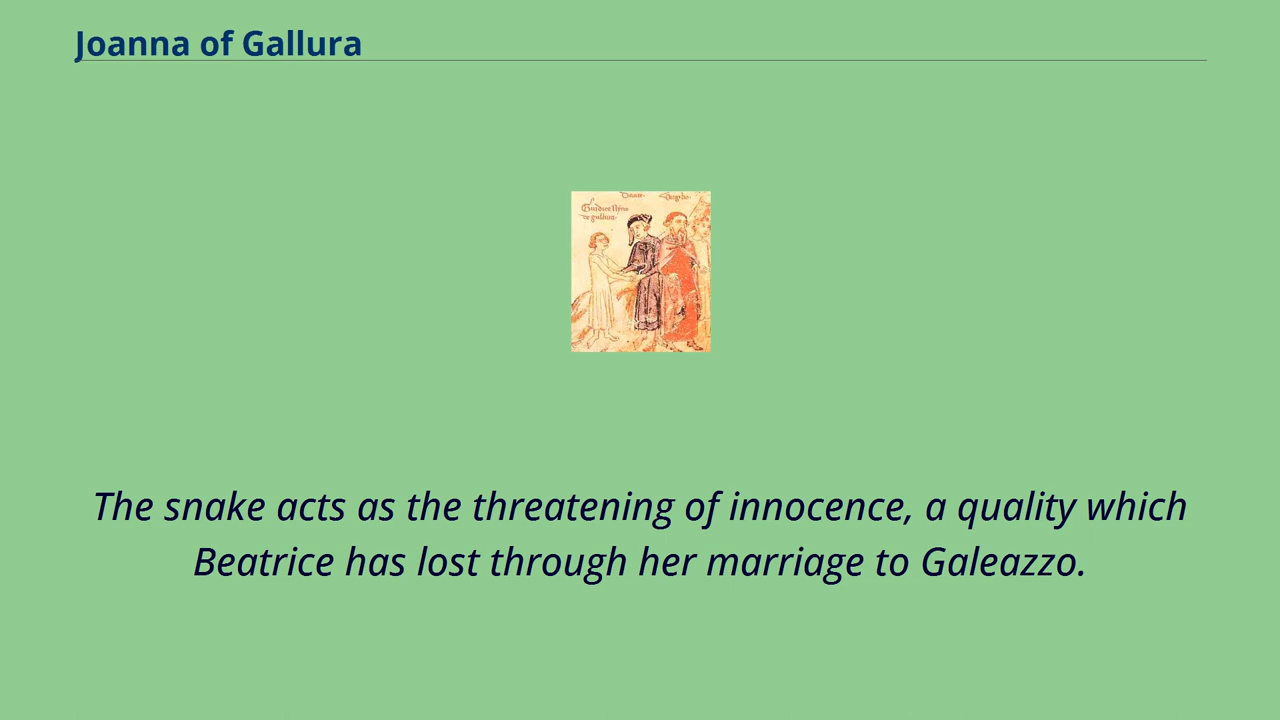 Joanna of Gallura
The snake acts as the threatening of innocence, a quality which
Beatrice has lost through her marriage to Galeazzo.